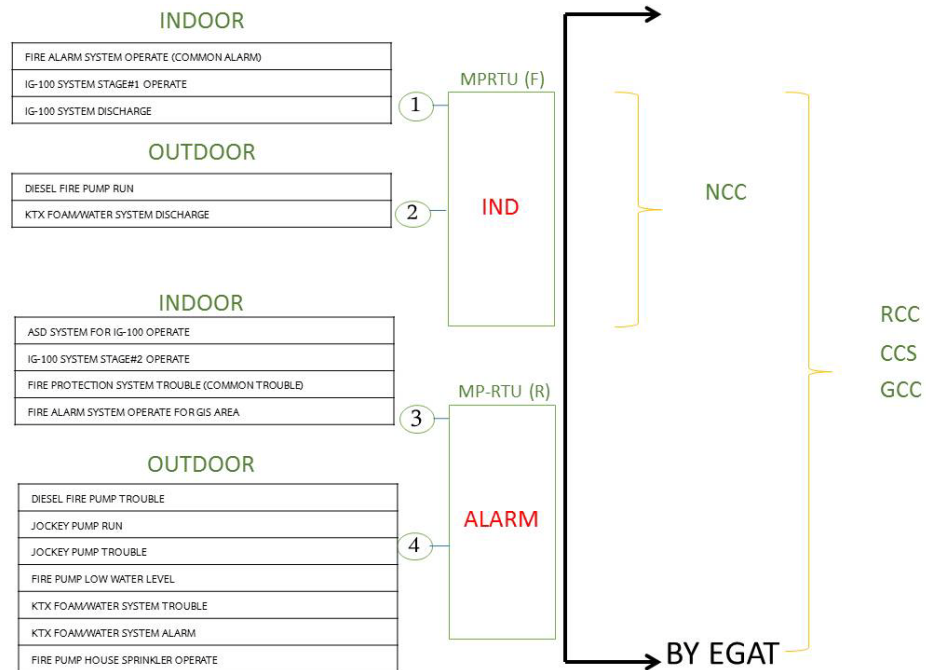 INDOOR
FIRE ALARM SYSTEM OPERATE (COMMON ALARM)
IG-100 SYSTEM STAGE#1 OPERATE
IG-100 SYSTEM DISCHARGE
1
MPRTU (F)
OUTDOOR
DIESEL FIRE PUMP RUN
KTX FOAM/WATER SYSTEM DISCHARGE
2
IND
NCC
INDOOR
ASD SYSTEM FOR IG-100 OPERATE
IG-100 SYSTEM STAGE#2 OPERATE
FIRE PROTECTION SYSTEM TROUBLE (COMMON TROUBLE)
FIRE ALARM SYSTEM OPERATE FOR GIS AREA
3
MP-RTU (R)
RCC
CCS
GCC
OUTDOOR
DIESEL FIRE PUMP TROUBLE
JOCKEY PUMP RUN
JOCKEY PUMP TROUBLE
FIRE PUMP LOW WATER LEVEL
KTX FOAM/WATER SYSTEM TROUBLE
KTX FOAM/WATER SYSTEM ALARM
FIRE PUMP HOUSE SPRINKLER OPERATE
4
ALARM
BY EGAT